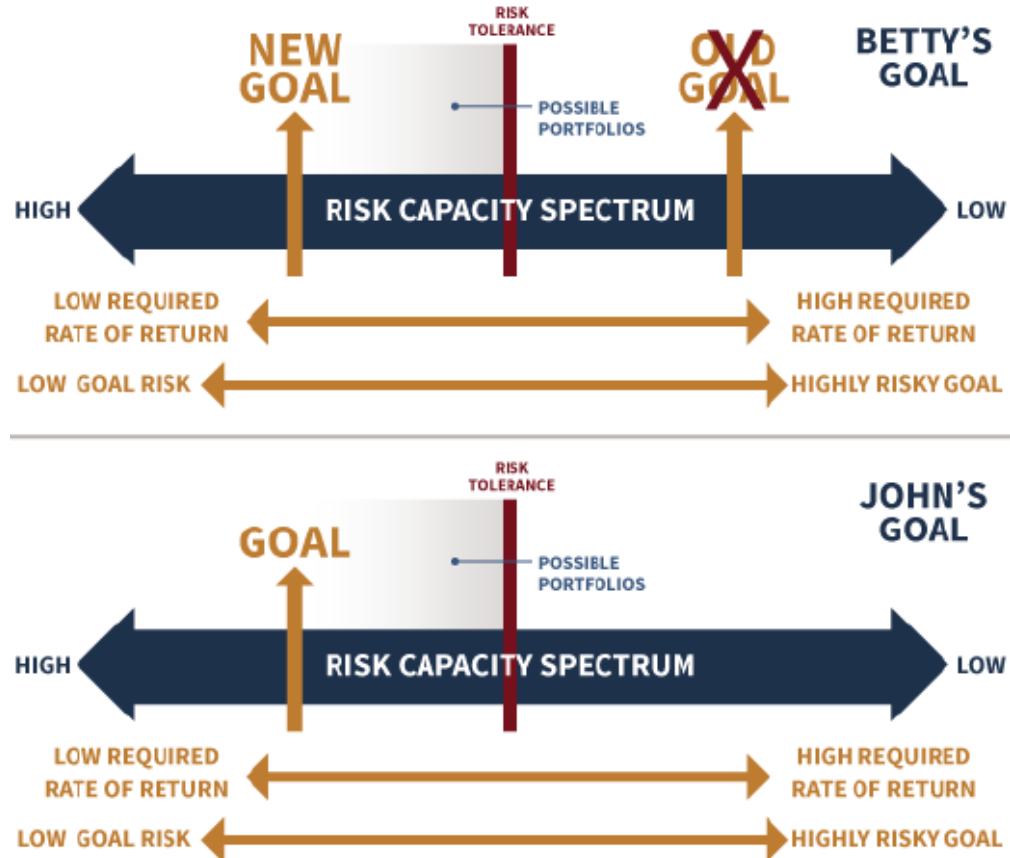 RISK
TOLERANCE
NEW
GOAL
OLD
GOAL
BETTY'S
GOAL
POSSIBLE
PORTFOLIOS
HIGH
RISK CAPACITY SPECTRUM
LOW
LOW REQUIRED
RATE OF RETURN
HIGH REQUIRED
RATE OF RETURN
LOW GOAL RISK
HIGHLY RISKY GOAL
RISK
TOLERANCE
JOHN'S
GOAL
GOAL
POSSIBLE
PORTFOLIOS
HIGH
RISK CAPACITY SPECTRUM
LOW
LOW REQUIRED
RATE OF RETURN
HIGH REQUIRED
RATE OF RETURN
LOW GOAL RISK
HIGHLY RISKY GOAL